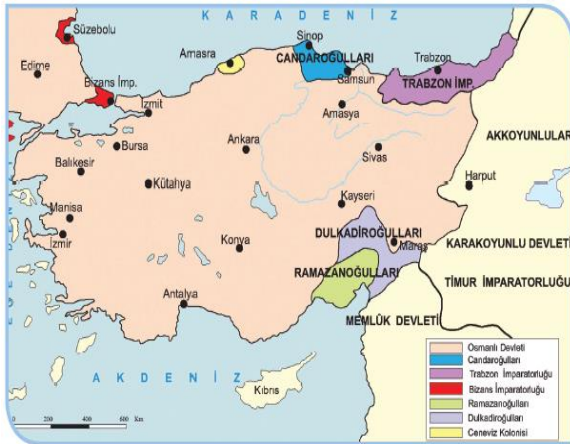 KARADENİZ
Süzebolu
Sinop
Amasra
CANDAROĞULLARI
Trabzon
Edirne
Samsun
TRABZON İMP.
Bizans İmp.
İzmit
Amasya
AKKOYUNLULAR
Bursa
Ankara
Sivas
Balıkesir
Kütahya
Harput
Kayseri
Manisa
DULKADİROĞULLARI
İzmir
Konya
Maraş
KARAKOYUNLU DEVLETİ
RAMAZANOĞULLARI
TİMUR İMPARATORLUĞU
Antalya
MEMLÛK DEVLETİ
AKDENİZ
Kıbrıs
Osmanlı Devleti
Candaroğulları
Trabzon İmparatorluğu
Bizans İmparatorluğu
Ramazanoğulları
Dulkadiroğulları
Ceneviz Kolonisi
0 200 400 600 Km